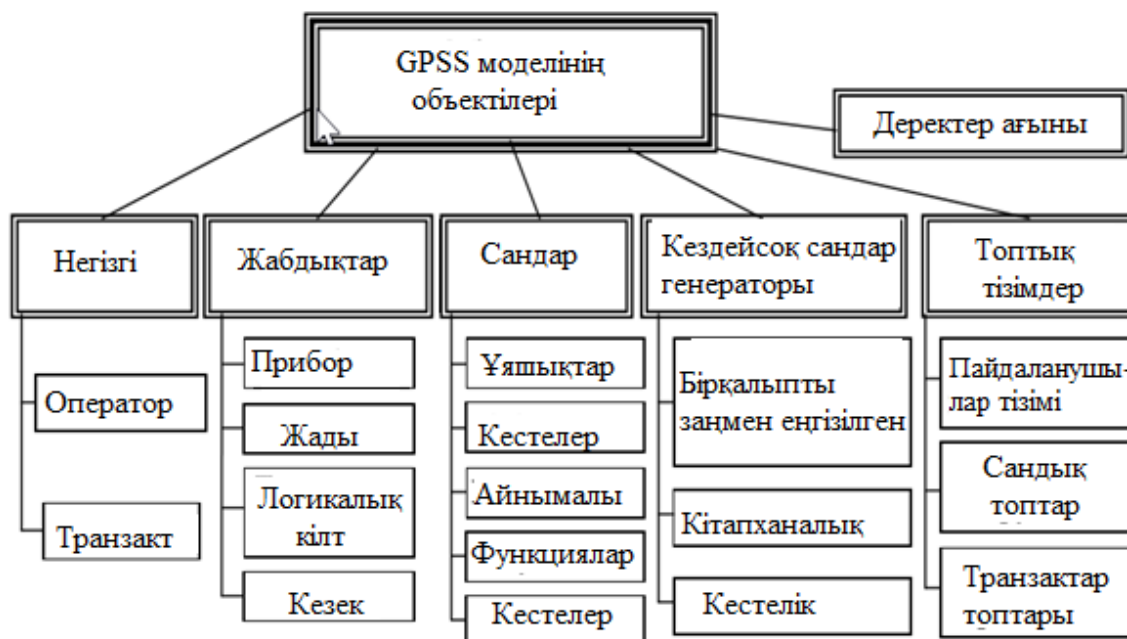 GPSS моделінің
объектілері
Деректер ағыны
Негізгі
Жабдықтар
Сандар
Кездейсоқ сандар
генераторы
Топтық
тізімдер
Оператор
Транзакт
Прибор
Жады
Логикалық
кілт
Кезек
Ұяшықтар
Кестелер
Айнымалы
Функциялар
Кестелер
Бірқалыпты
заңмен еңгізілген
Кітапханалық
Кестелік
Пайдаланушы-
лар тізімі
Сандық
топтар
Транзактар
топтары